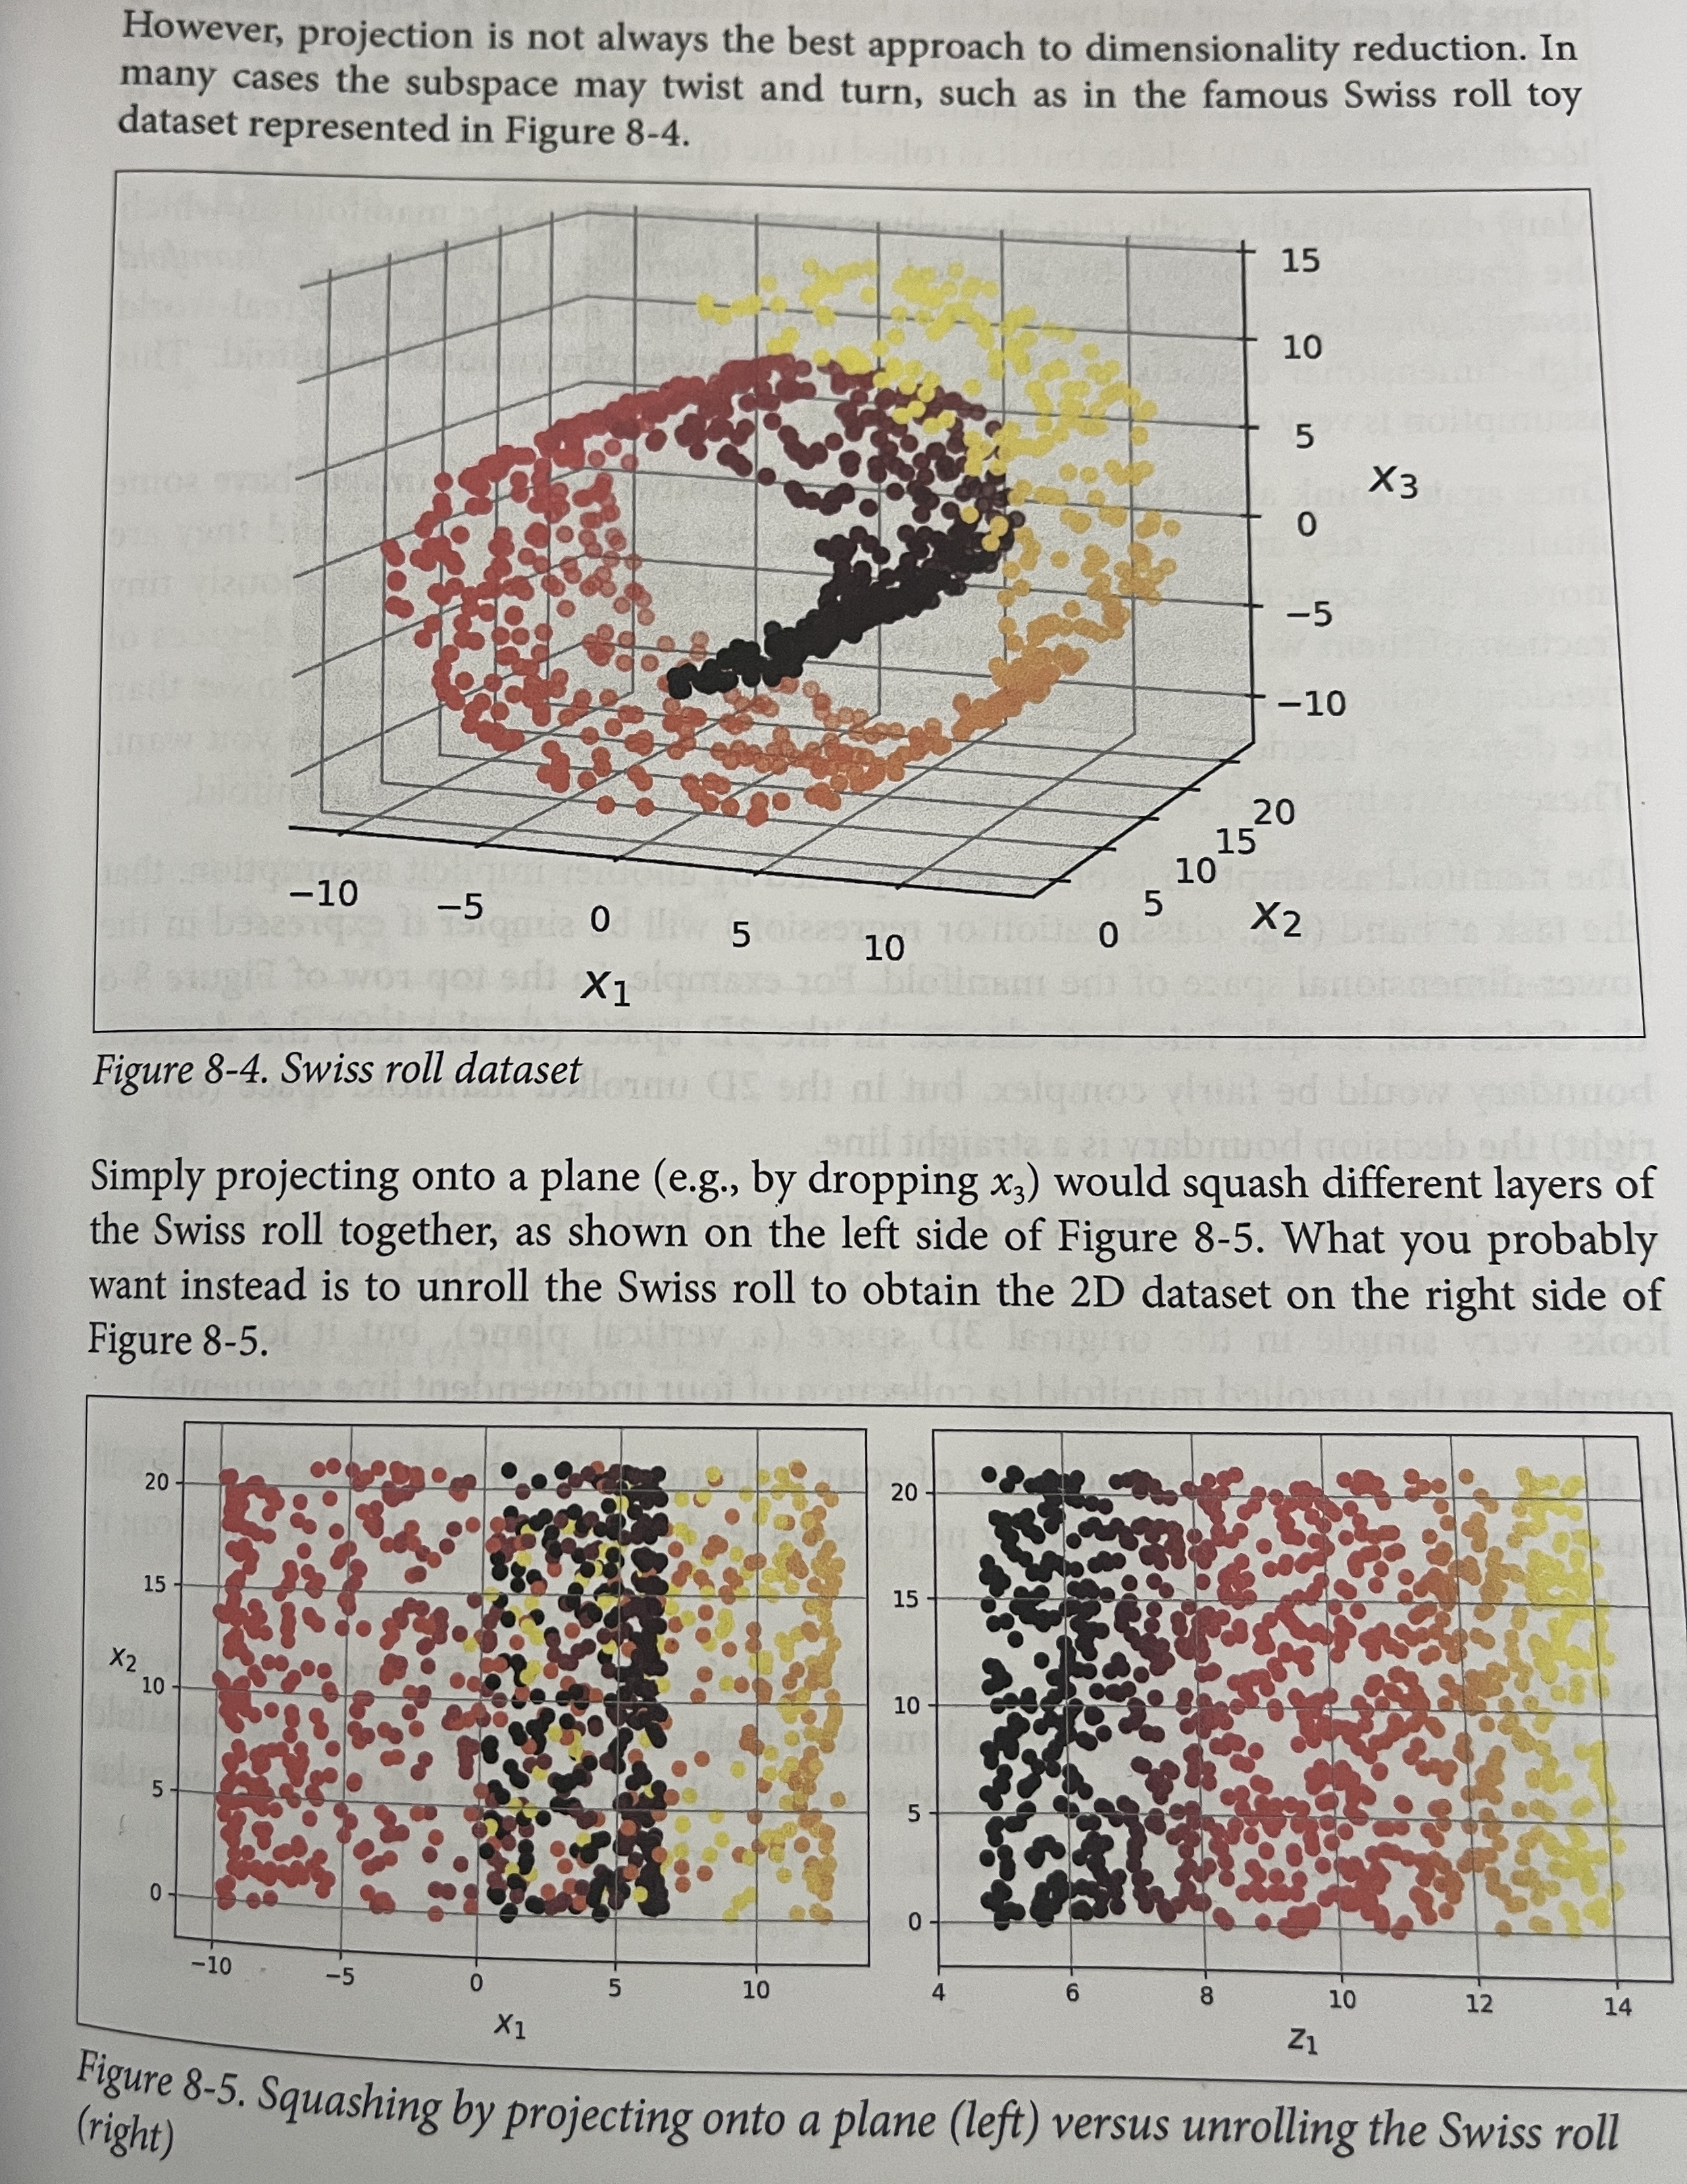 However, projection is not always the best approach to dimensionality reduction. In
many cases the subspace may twist and turn, such as in the famous Swiss roll toy
dataset represented in Figure 8-4.
15
10
5
x₃
0
−5
−10
20
15
10
5
0
x₂
−10
−5
0
5
10
x₁
Figure 8-4. Swiss roll dataset
Simply projecting onto a plane (e.g., by dropping x₃) would squash different layers of
the Swiss roll together, as shown on the left side of Figure 8-5. What you probably
want instead is to unroll the Swiss roll to obtain the 2D dataset on the right side of
Figure 8-5.
20
15
x₂
10
5
0
−10
−5
0
5
10
x₁
20
15
10
5
0
4
6
8
10
12
14
z₁
Figure 8-5. Squashing by projecting onto a plane (left) versus unrolling the Swiss roll
(right)